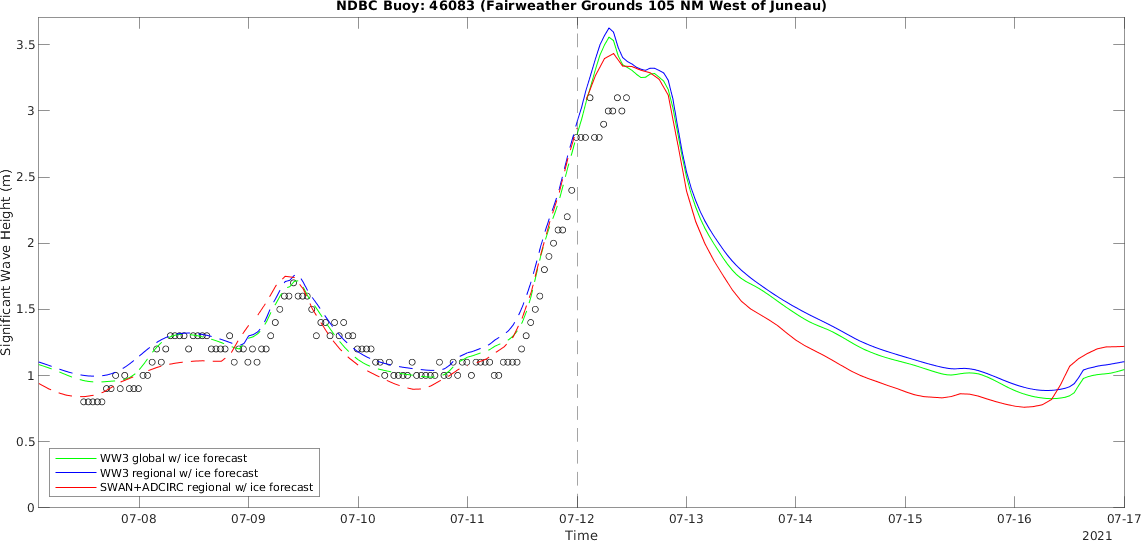 NDBC Buoy: 46083 (Fairweather Grounds 105 NM West of Juneau)
Significant Wave Height (m)
3.5
3
2.5
2
1.5
1
0.5
0
WW3 global w/ ice forecast
WW3 regional w/ ice forecast
SWAN+ADCIRC regional w/ ice forecast
07-08 07-09 07-10 07-11 07-12 07-13 07-14 07-15 07-16 07-17
Time 2021